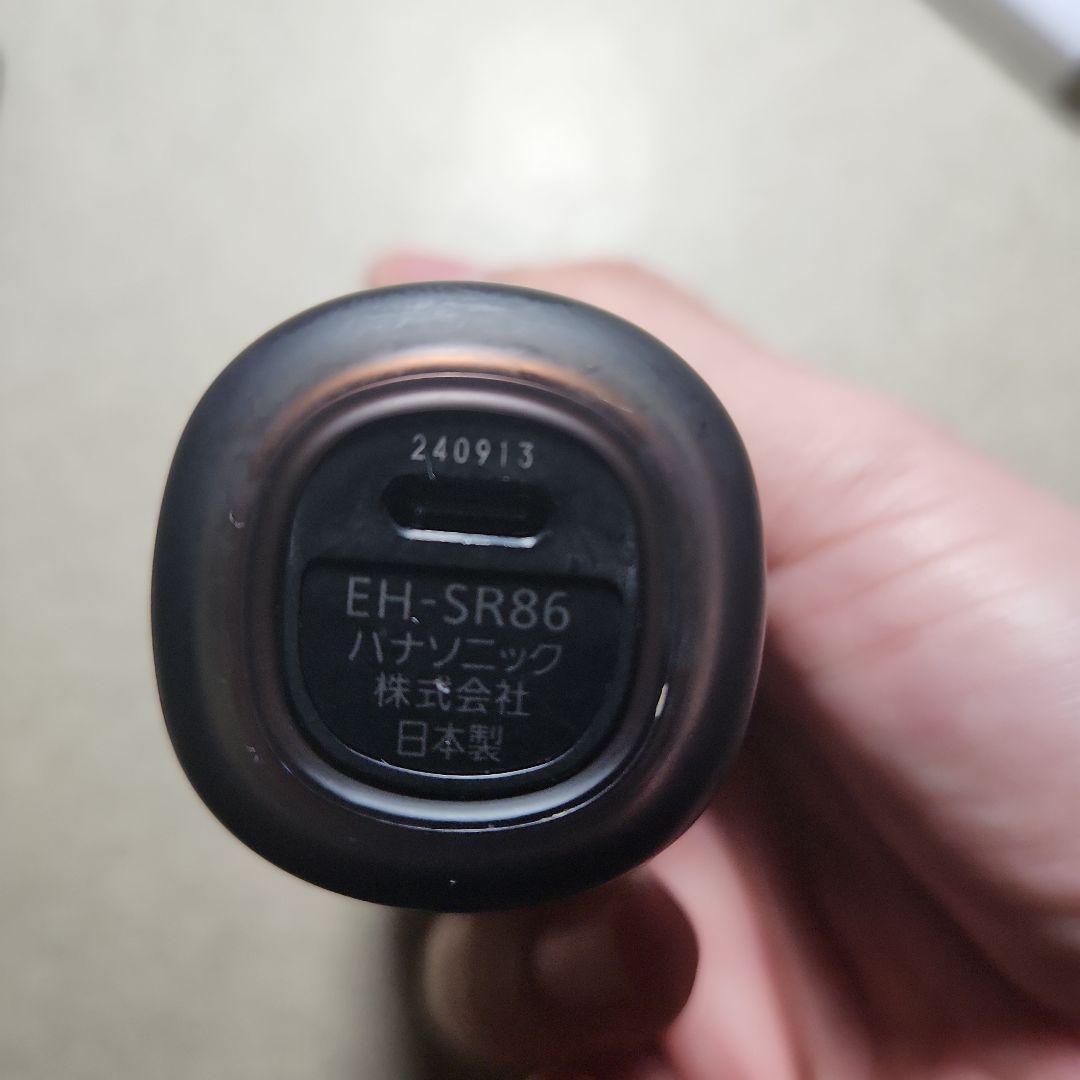 240913
EH-SR86
パナソニック
株式会社
日本製